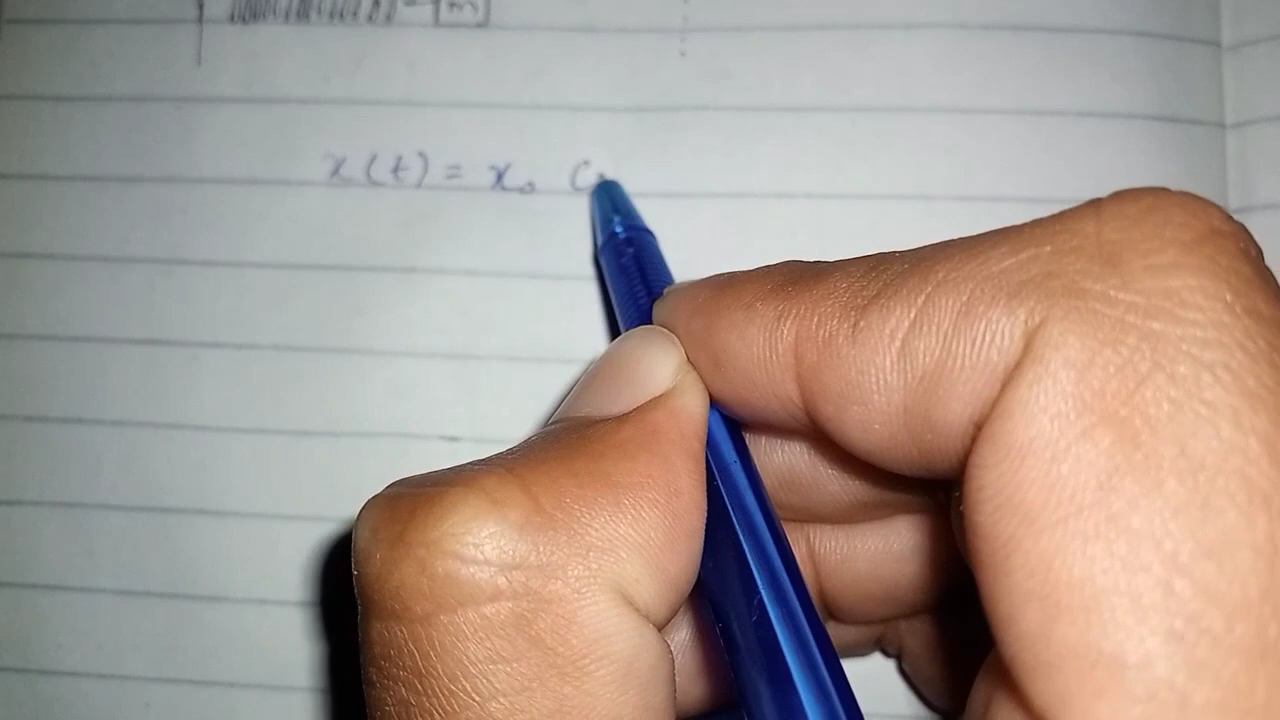 m
x(t) = x₀ C